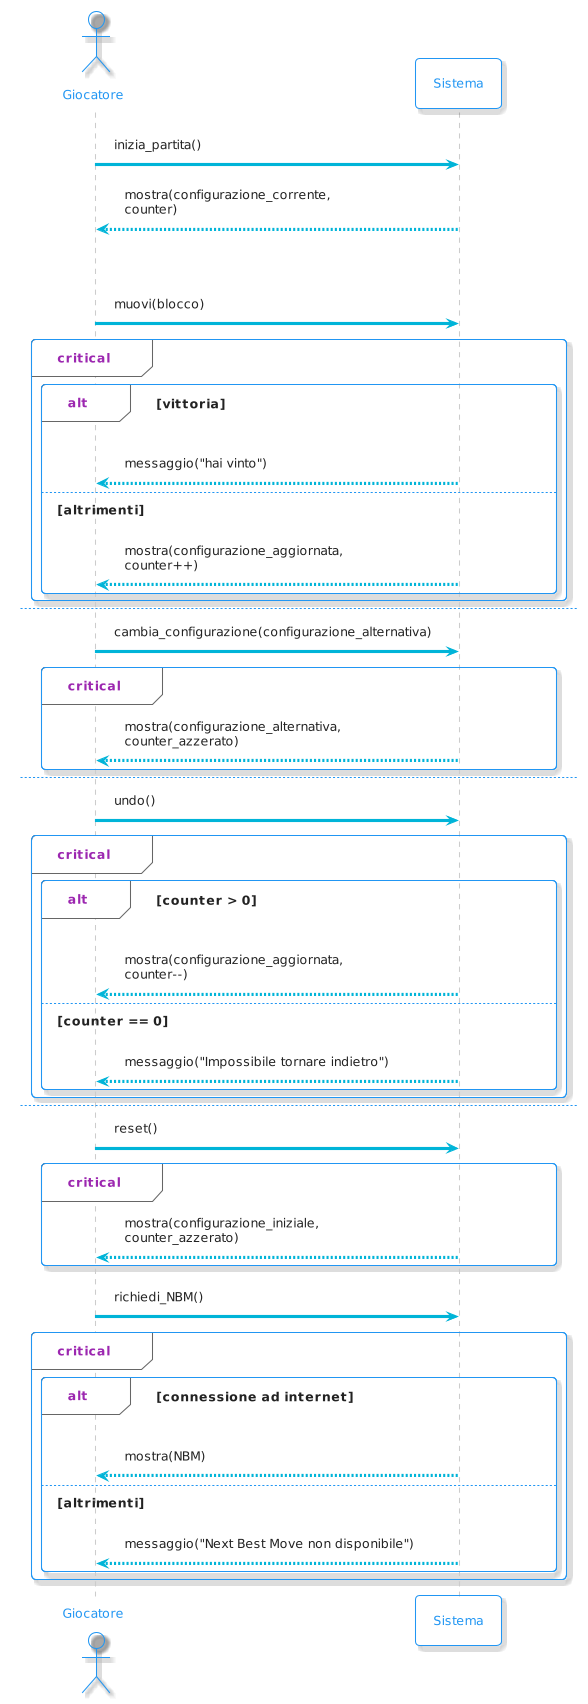 Giocatore
Sistema
inizia_partita()
mostra(configurazione_corrente,
counter)
muovi(blocco)
critical
alt
[vittoria]
messaggio("hai vinto")
[altrimenti]
mostra(configurazione_aggiornata,
counter++)
cambia_configurazione(configurazione_alternativa)
critical
mostra(configurazione_alternativa,
counter_azzerato)
undo()
critical
alt
[counter > 0]
mostra(configurazione_aggiornata,
counter--)
[counter == 0]
messaggio("Impossibile tornare indietro")
reset()
critical
mostra(configurazione_iniziale,
counter_azzerato)
richiedi_NBM()
critical
alt
[connessione ad internet]
mostra(NBM)
[altrimenti]
messaggio("Next Best Move non disponibile")
Giocatore
Sistema